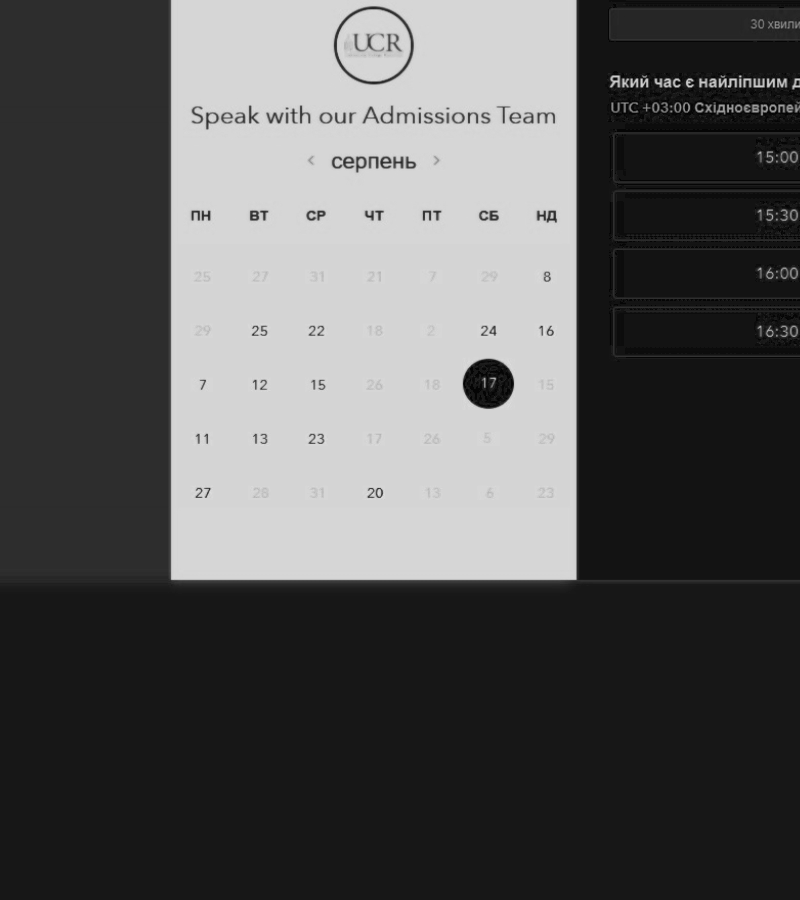 UCR
Speak with our Admissions Team
< серпень >
ПН ВТ СР ЧТ ПТ СБ НД
25 27 31 21 7 29 8
29 25 22 18 2 24 16
7 12 15 26 18 17 15
11 13 23 17 26 5 29
27 28 31 20 13 6 23
30 хвили
Який час є найліпшим д
UTC +03:00 Східноєвропей
15:00
15:30
16:00
16:30